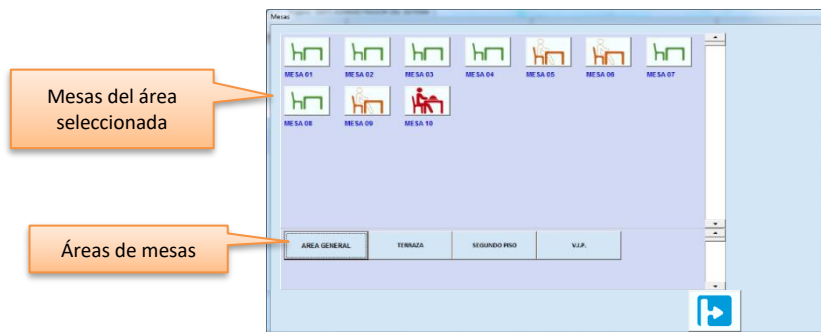 Mesas
MESA 01 MESA 02 MESA 03 MESA 04 MESA 05 MESA 06 MESA 07
Mesas del área
seleccionada
MESA 08 MESA 09 MESA 10
Áreas de mesas
AREA GENERAL TERRAZA SEGUNDO PISO V.I.P.